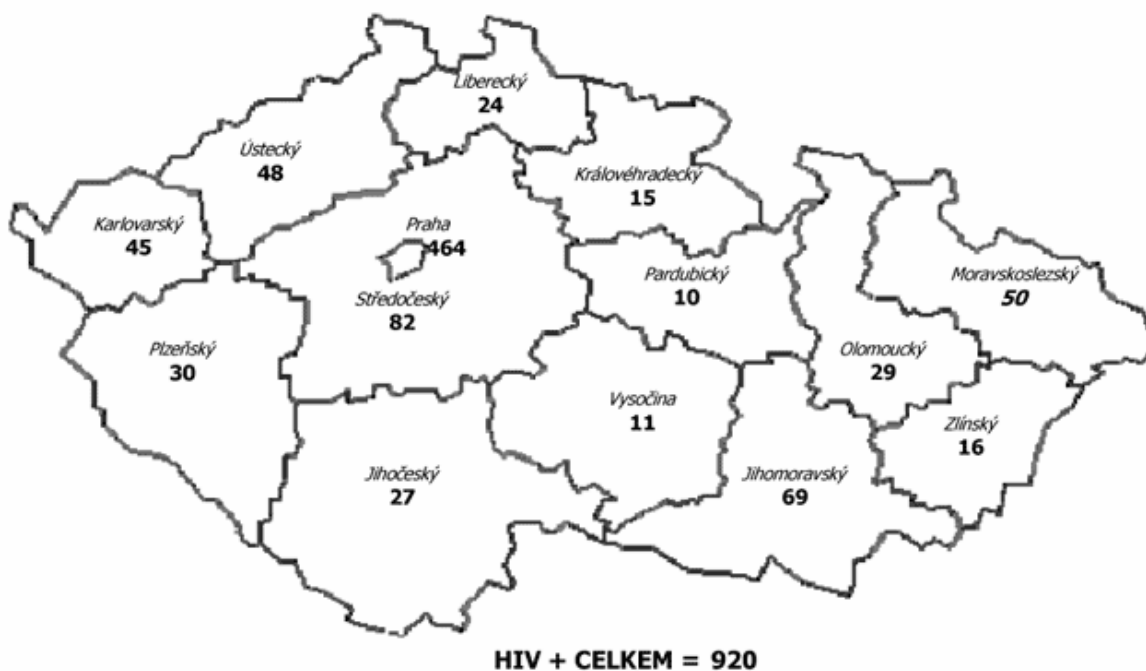 Liberecký
24
Ústecký
48
Královéhradecký
15
Karlovarský
45
Praha
464
Pardubický
10
Moravskoslezský
50
Středočeský
82
Plzeňský
30
Olomoucký
29
Vysočina
11
Zlínský
16
Jihočeský
27
Jihomoravský
69
HIV + CELKEM = 920